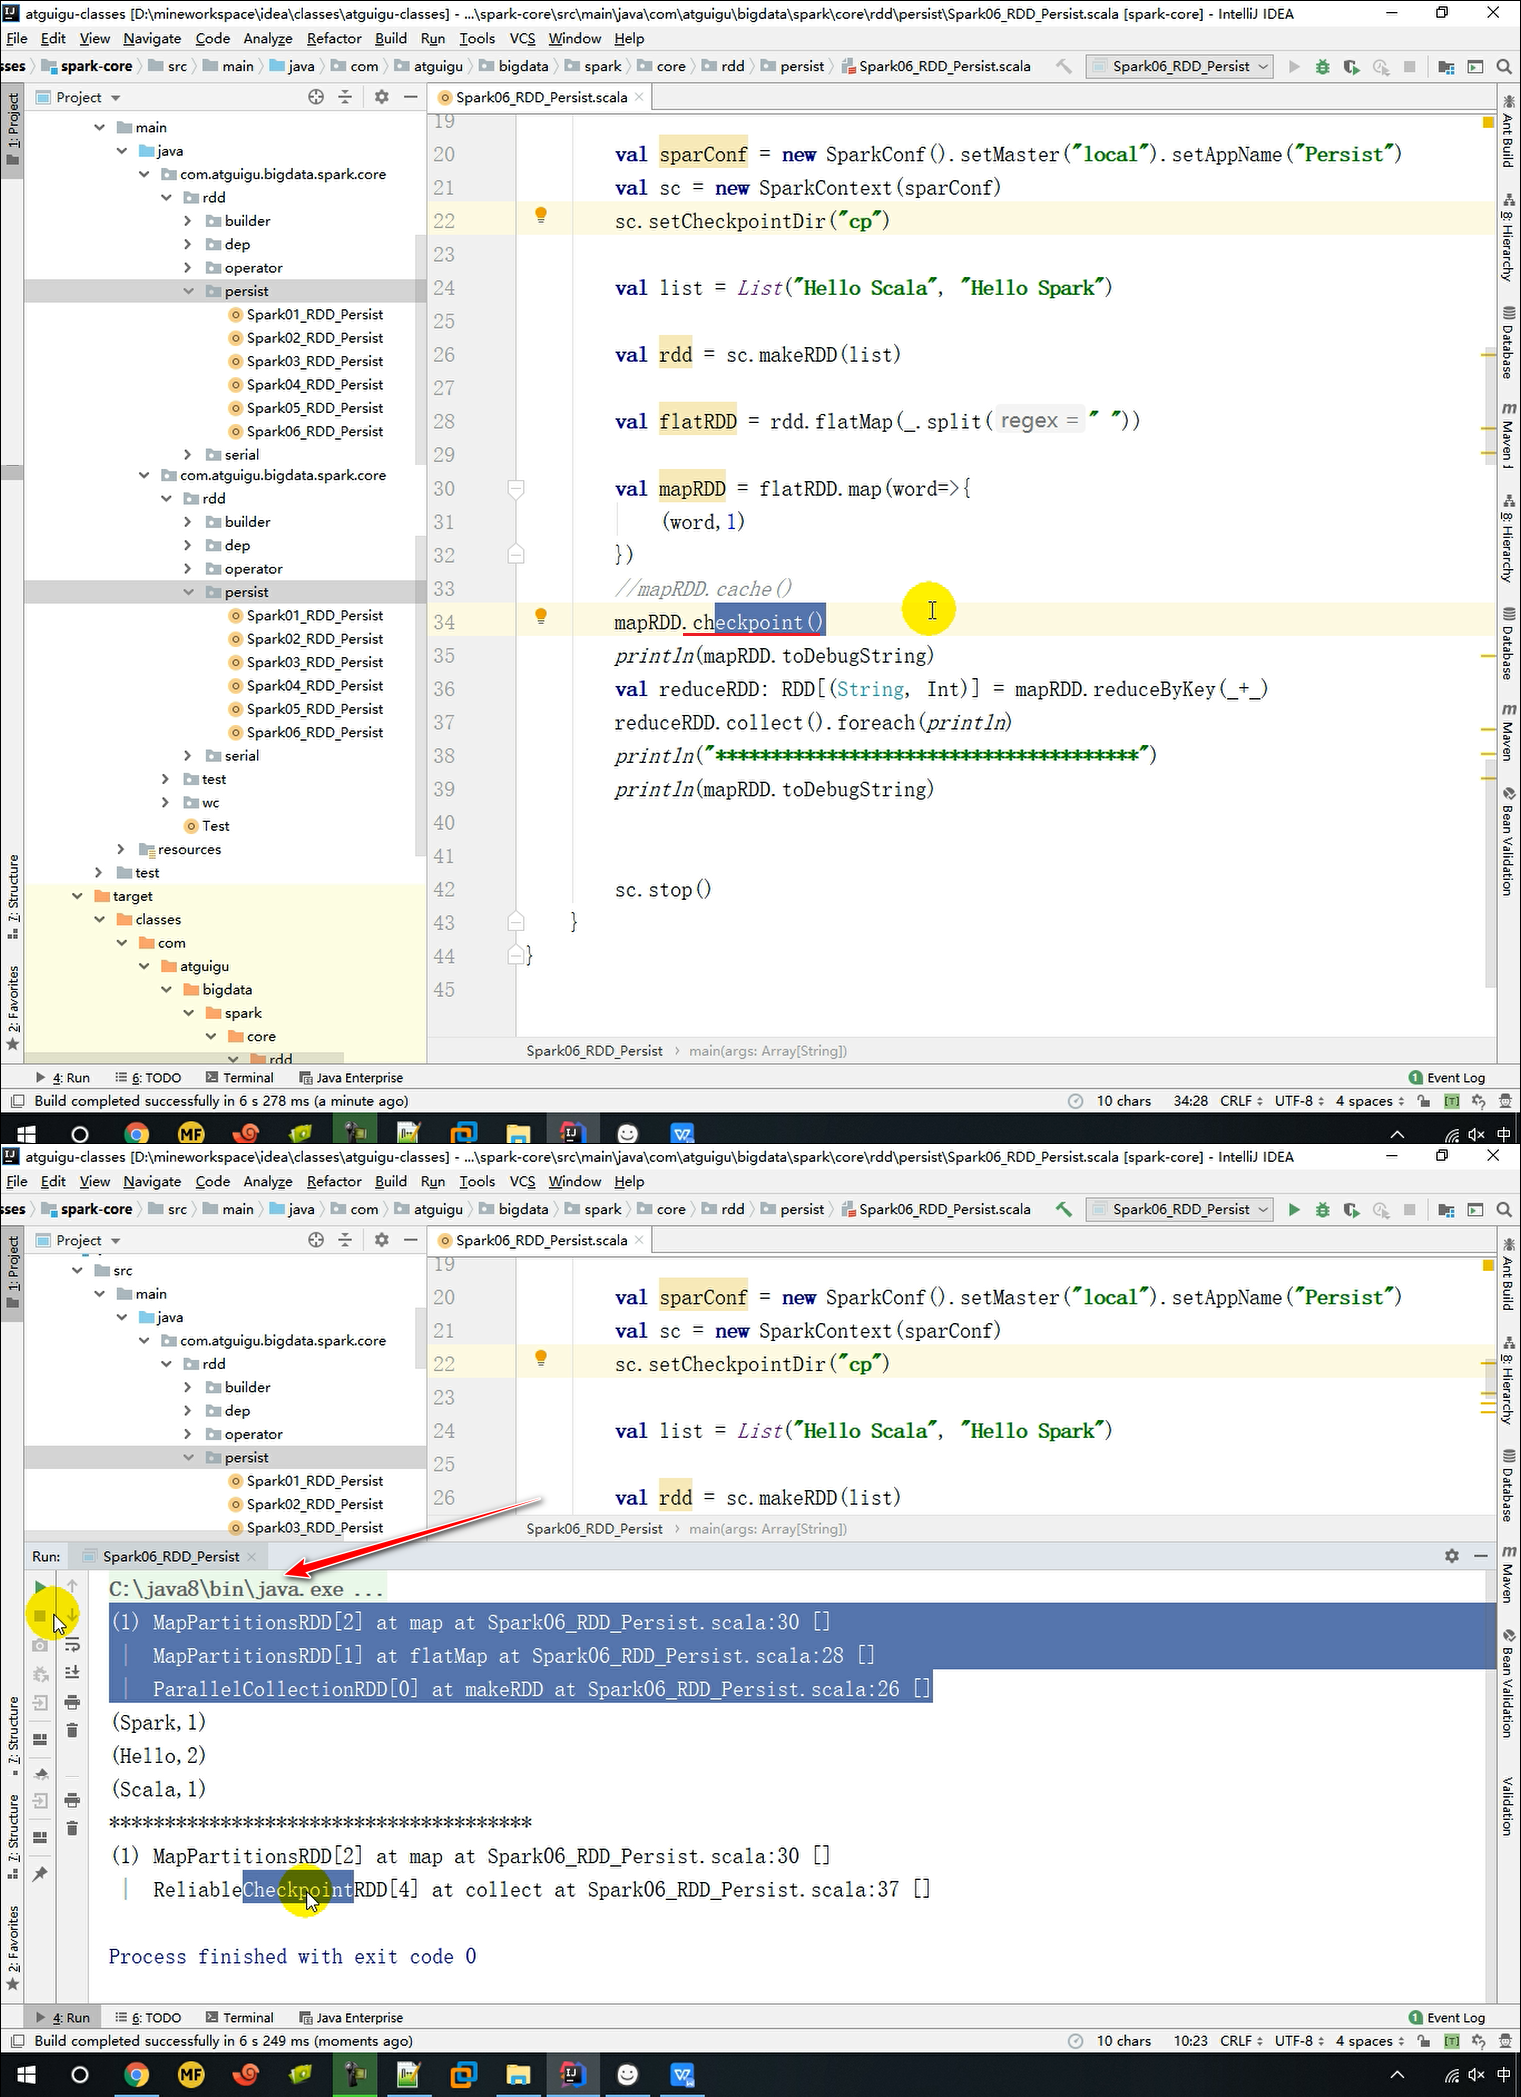 atguigu-classes [D:\mineworkspace\idea\classes\atguigu-classes] - ...\spark-core\src\main\java\com\atguigu\bigdata\spark\core\rdd\persist\Spark06_RDD_Persist.scala [spark-core] - IntelliJ IDEA
File Edit View Navigate Code Analyze Refactor Build Run Tools VCS Window Help
sses spark-core src main java com atguigu bigdata spark core rdd persist Spark06_RDD_Persist.scala Spark06_RDD_Persist
Project
Spark06_RDD_Persist.scala
main
java
com.atguigu.bigdata.spark.core
rdd
builder
dep
operator
persist
Spark01_RDD_Persist
Spark02_RDD_Persist
Spark03_RDD_Persist
Spark04_RDD_Persist
Spark05_RDD_Persist
Spark06_RDD_Persist
serial
com.atguigu.bigdata.spark.core
rdd
builder
dep
operator
persist
Spark01_RDD_Persist
Spark02_RDD_Persist
Spark03_RDD_Persist
Spark04_RDD_Persist
Spark05_RDD_Persist
Spark06_RDD_Persist
serial
test
wc
Test
resources
test
target
classes
com
atguigu
bigdata
spark
core
rdd
19
20 val sparConf = new SparkConf().setMaster("local").setAppName("Persist")
21 val sc = new SparkContext(sparConf)
22 sc.setCheckpointDir("cp")
23
24 val list = List("Hello Scala", "Hello Spark")
25
26 val rdd = sc.makeRDD(list)
27
28 val flatRDD = rdd.flatMap(_.split( regex = " "))
29
30 val mapRDD = flatRDD.map(word=>{
31 (word,1)
32 })
33 //mapRDD.cache()
34 mapRDD.checkpoint()
35 println(mapRDD.toDebugString)
36 val reduceRDD: RDD[(String, Int)] = mapRDD.reduceByKey(_+_)
37 reduceRDD.collect().foreach(println)
38 println("**************************************")
39 println(mapRDD.toDebugString)
40
41
42 sc.stop()
43 }
44 }
45
Spark06_RDD_Persist › main(args: Array[String])
1: Project
7: Structure
2: Favorites
Ant Build
8: Hierarchy
Database
Maven
8: Hierarchy
Database
Maven
Bean Validation
4: Run 6: TODO Terminal Java Enterprise 1 Event Log
Build completed successfully in 6 s 278 ms (a minute ago) 10 chars 34:28 CRLF UTF-8 4 spaces
MF 中
atguigu-classes [D:\mineworkspace\idea\classes\atguigu-classes] - ...\spark-core\src\main\java\com\atguigu\bigdata\spark\core\rdd\persist\Spark06_RDD_Persist.scala [spark-core] - IntelliJ IDEA
File Edit View Navigate Code Analyze Refactor Build Run Tools VCS Window Help
sses spark-core src main java com atguigu bigdata spark core rdd persist Spark06_RDD_Persist.scala Spark06_RDD_Persist
Project
Spark06_RDD_Persist.scala
src
main
java
com.atguigu.bigdata.spark.core
rdd
builder
dep
operator
persist
Spark01_RDD_Persist
Spark02_RDD_Persist
Spark03_RDD_Persist
19
20 val sparConf = new SparkConf().setMaster("local").setAppName("Persist")
21 val sc = new SparkContext(sparConf)
22 sc.setCheckpointDir("cp")
23
24 val list = List("Hello Scala", "Hello Spark")
25
26 val rdd = sc.makeRDD(list)
Spark06_RDD_Persist › main(args: Array[String])
Run: Spark06_RDD_Persist
C:\java8\bin\java.exe ...
(1) MapPartitionsRDD[2] at map at Spark06_RDD_Persist.scala:30 []
| MapPartitionsRDD[1] at flatMap at Spark06_RDD_Persist.scala:28 []
| ParallelCollectionRDD[0] at makeRDD at Spark06_RDD_Persist.scala:26 []
(Spark,1)
(Hello,2)
(Scala,1)
**************************************
(1) MapPartitionsRDD[2] at map at Spark06_RDD_Persist.scala:30 []
| ReliableCheckpointRDD[4] at collect at Spark06_RDD_Persist.scala:37 []
Process finished with exit code 0
1: Project
7: Structure
7: Structure
2: Favorites
Ant Build
8: Hierarchy
Database
Maven
Bean Validation
Validation
4: Run 6: TODO Terminal Java Enterprise 1 Event Log
Build completed successfully in 6 s 249 ms (moments ago) 10 chars 10:23 CRLF UTF-8 4 spaces
MF 中